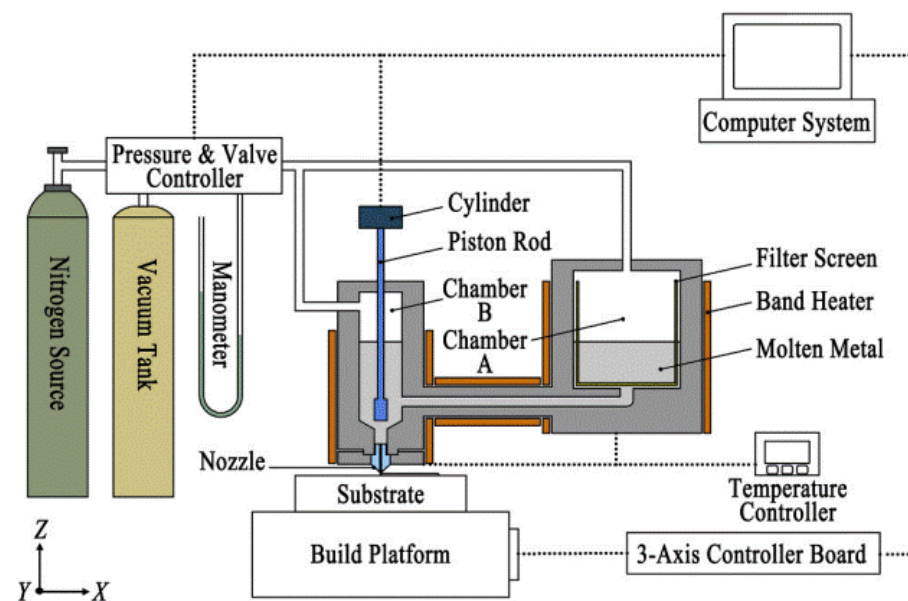 Computer System
Pressure & Valve
Controller
Cylinder
Piston Rod
Chamber
B
Chamber
A
Filter Screen
Band Heater
Molten Metal
Nitrogen Source
Vacuum Tank
Manometer
Nozzle
Substrate
Build Platform
Temperature
Controller
3-Axis Controller Board
Z
Y
X